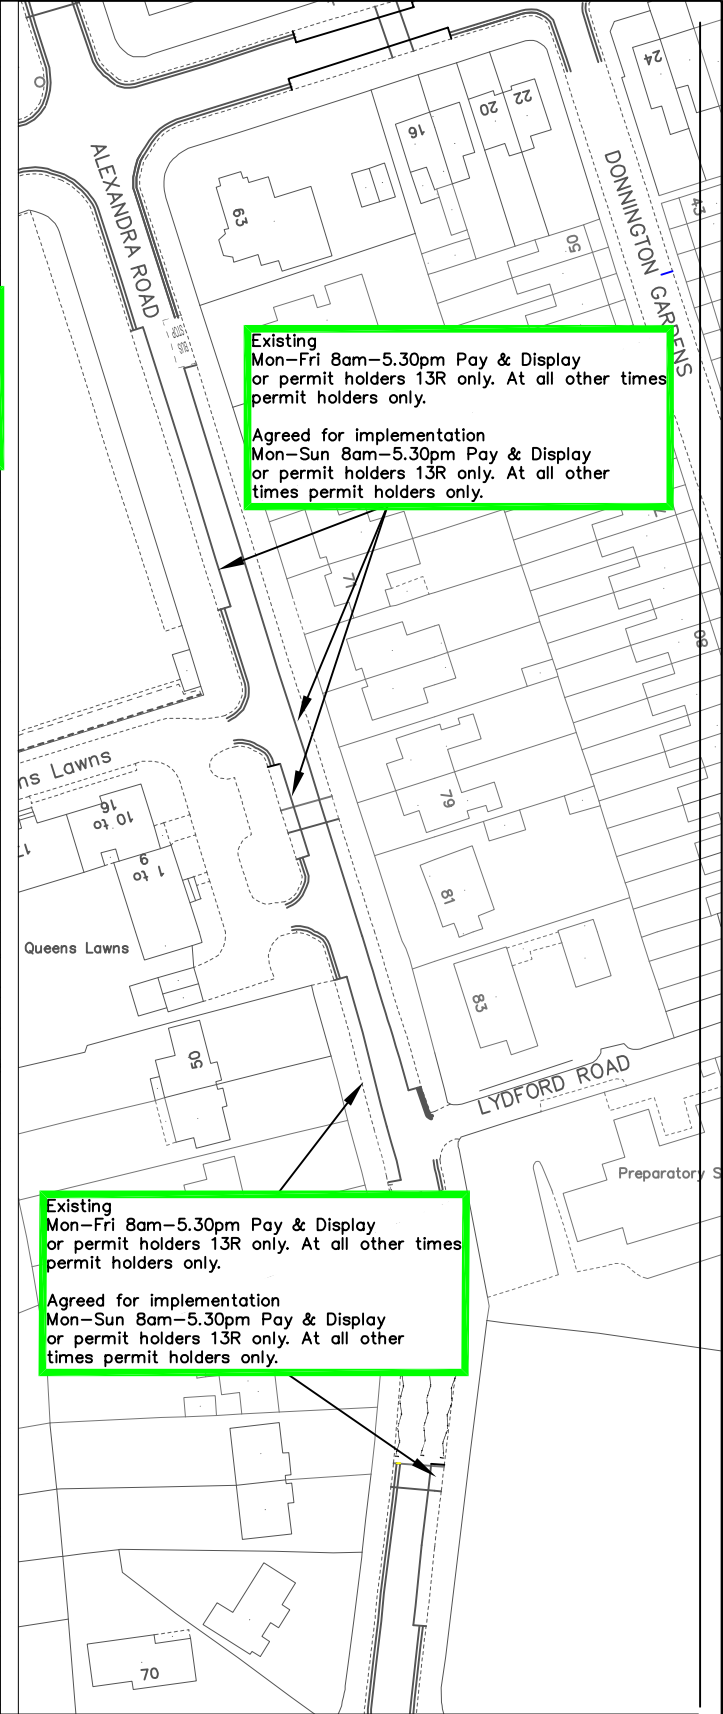 24
22
20
16
ALEXANDRA ROAD
DONNINGTON GARDENS
63
43
50
BUS
STOP
Existing
Mon-Fri 8am-5.30pm Pay & Display
or permit holders 13R only. At all other times
permit holders only.
Agreed for implementation
Mon-Sun 8am-5.30pm Pay & Display
or permit holders 13R only. At all other
times permit holders only.
71
80
ns Lawns
79
10 to
16
1 to
9
81
Queens Lawns
83
50
LYDFORD ROAD
Preparatory S
Existing
Mon-Fri 8am-5.30pm Pay & Display
or permit holders 13R only. At all other times
permit holders only.
Agreed for implementation
Mon-Sun 8am-5.30pm Pay & Display
or permit holders 13R only. At all other
times permit holders only.
70